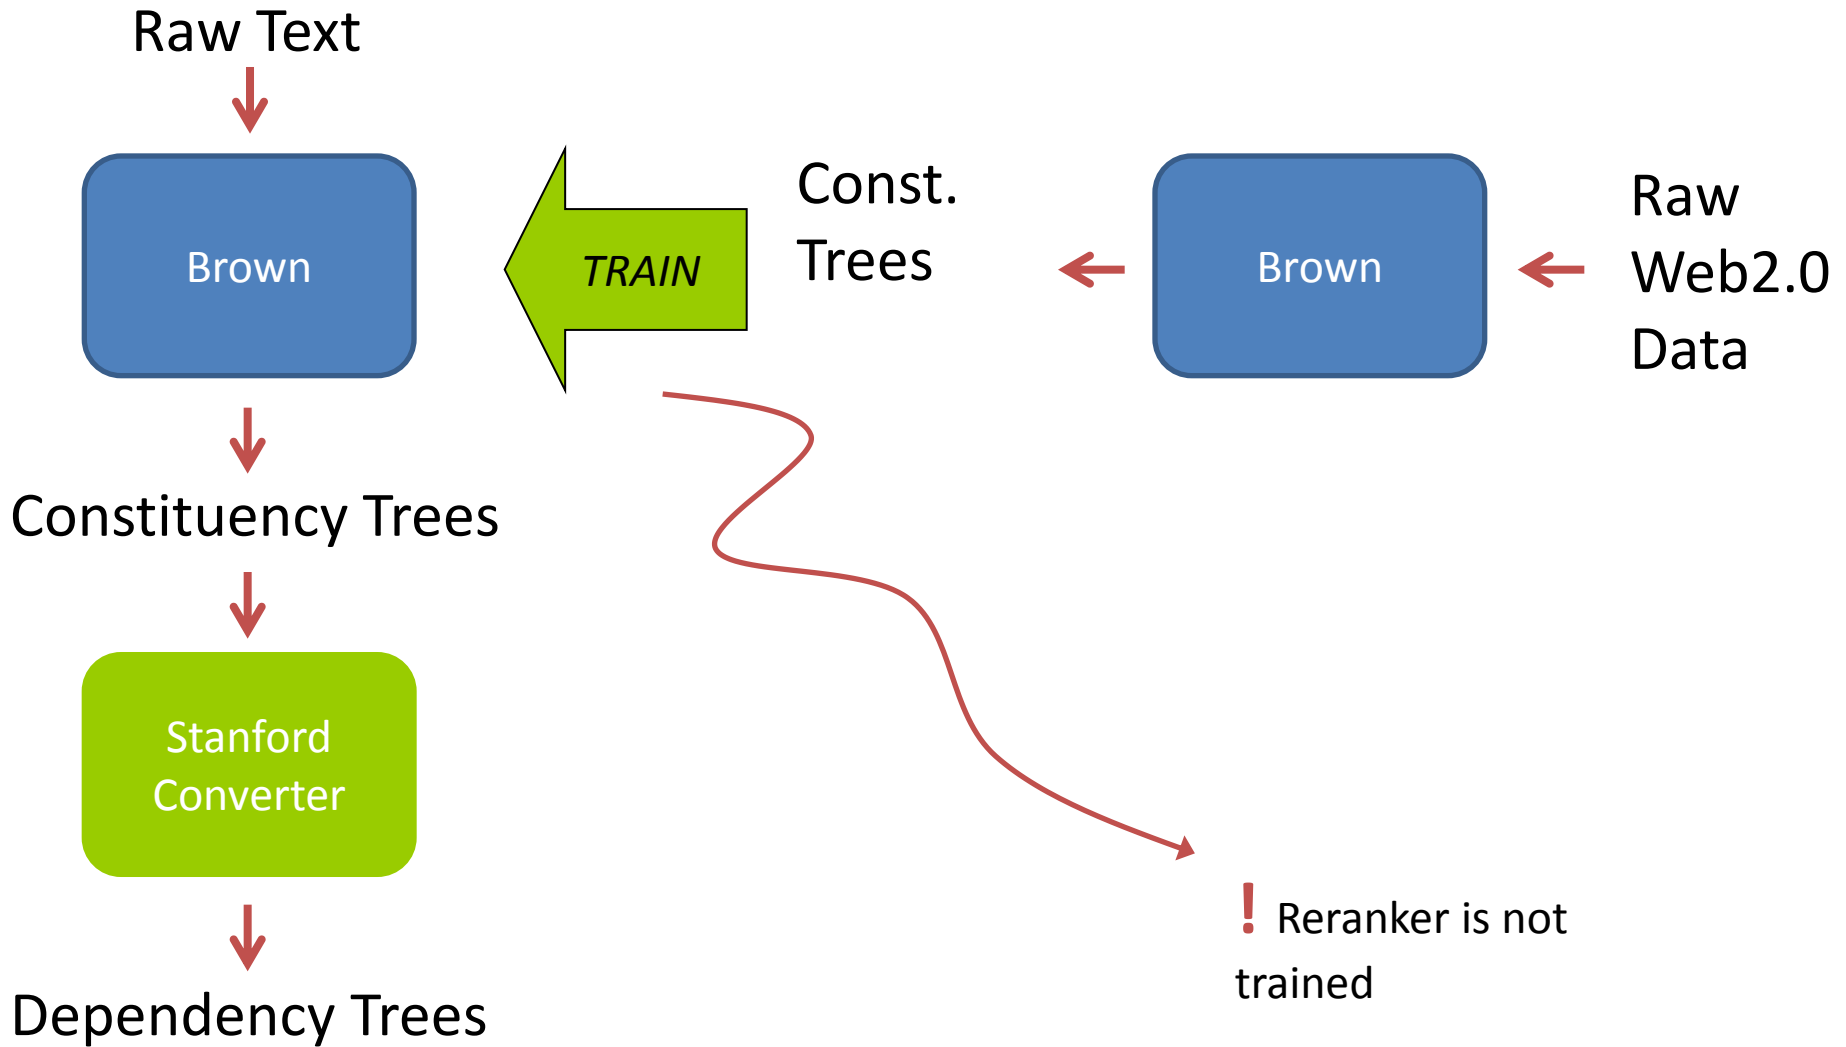 Raw Text
Brown
TRAIN
Const.
Trees
Brown
Raw
Web2.0
Data
Constituency Trees
Stanford
Converter
Dependency Trees
! Reranker is not
trained